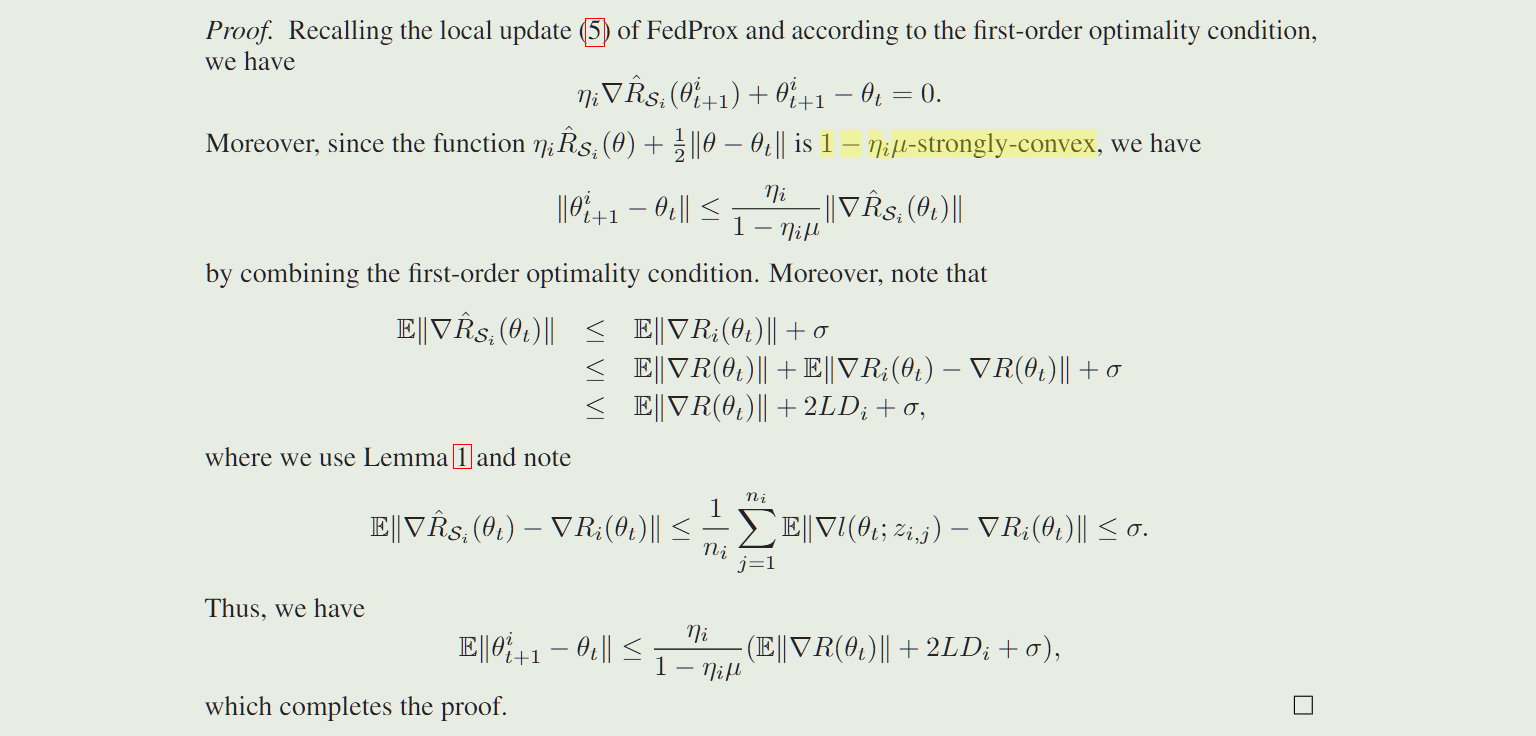 Proof. Recalling the local update (5) of FedProx and according to the first-order optimality condition,
we have
$\eta_i \nabla \hat{R}_{\mathcal{S}_i}(\theta_{t+1}^i) + \theta_{t+1}^i - \theta_t = 0.$
Moreover, since the function $\eta_i \hat{R}_{\mathcal{S}_i}(\theta) + \frac{1}{2}\|\theta - \theta_t\|$ is $1 - \eta_i\mu$-strongly-convex, we have
$\|\theta_{t+1}^i - \theta_t\| \leq \frac{\eta_i}{1 - \eta_i\mu} \|\nabla \hat{R}_{\mathcal{S}_i}(\theta_t)\|$
by combining the first-order optimality condition. Moreover, note that
$\mathbb{E}\|\nabla \hat{R}_{\mathcal{S}_i}(\theta_t)\| \leq \mathbb{E}\|\nabla R_i(\theta_t)\| + \sigma$
$\leq \mathbb{E}\|\nabla R(\theta_t)\| + \mathbb{E}\|\nabla R_i(\theta_t) - \nabla R(\theta_t)\| + \sigma$
$\leq \mathbb{E}\|\nabla R(\theta_t)\| + 2LD_i + \sigma,$
where we use Lemma 1 and note
$\mathbb{E}\|\nabla \hat{R}_{\mathcal{S}_i}(\theta_t) - \nabla R_i(\theta_t)\| \leq \frac{1}{n_i} \sum_{j=1}^{n_i} \mathbb{E}\|\nabla l(\theta_t; z_{i,j}) - \nabla R_i(\theta_t)\| \leq \sigma.$
Thus, we have
$\mathbb{E}\|\theta_{t+1}^i - \theta_t\| \leq \frac{\eta_i}{1 - \eta_i\mu} (\mathbb{E}\|\nabla R(\theta_t)\| + 2LD_i + \sigma),$
which completes the proof. □